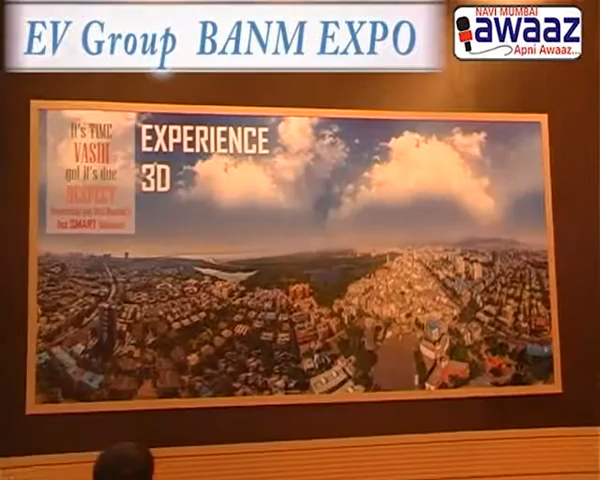 EV Group BANM EXPO
NAVI MUMBAI
awaaz
Apni Awaaz...
It's TIME
VASHI
got it's due
RESPECT
EXPERIENCE
3D